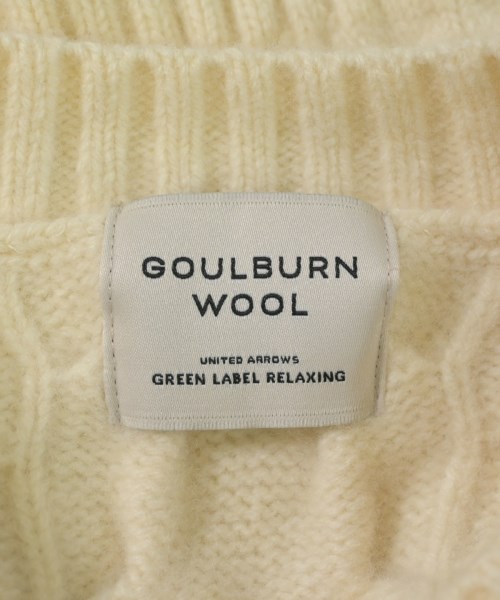 GOULBURN
WOOL
UNITED ARROWS
GREEN LABEL RELAXING